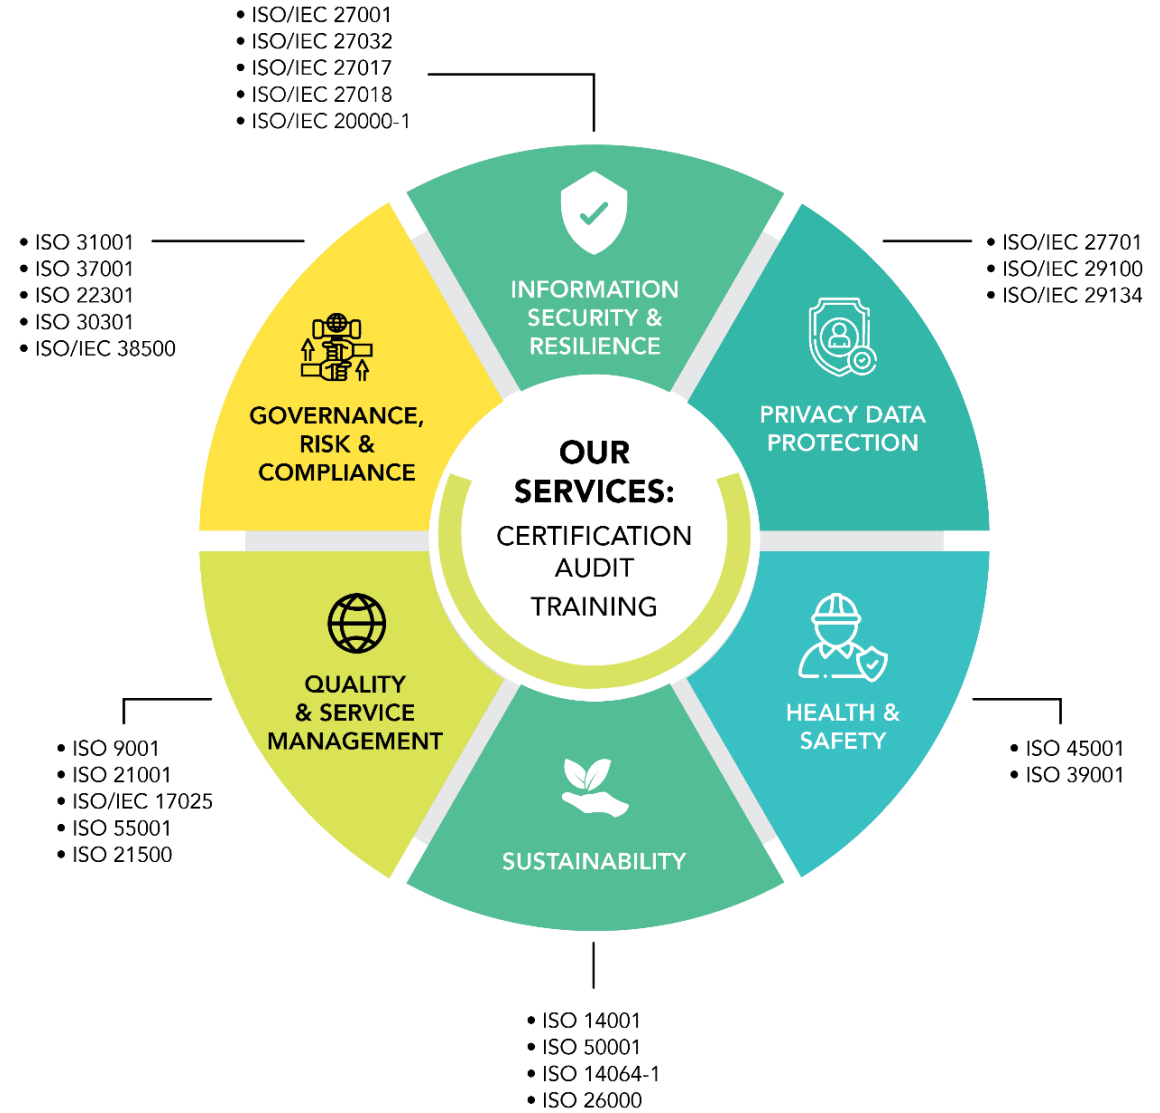 • ISO/IEC 27001
• ISO/IEC 27032
• ISO/IEC 27017
• ISO/IEC 27018
• ISO/IEC 20000-1
INFORMATION
SECURITY &
RESILIENCE
• ISO/IEC 27701
• ISO/IEC 29100
• ISO/IEC 29134
PRIVACY DATA
PROTECTION
HEALTH &
SAFETY
• ISO 45001
• ISO 39001
SUSTAINABILITY
• ISO 14001
• ISO 50001
• ISO 14064-1
• ISO 26000
QUALITY
& SERVICE
MANAGEMENT
• ISO 9001
• ISO 21001
• ISO/IEC 17025
• ISO 55001
• ISO 21500
• ISO 31001
• ISO 37001
• ISO 22301
• ISO 30301
• ISO/IEC 38500
GOVERNANCE,
RISK &
COMPLIANCE
OUR
SERVICES:
CERTIFICATION
AUDIT
TRAINING